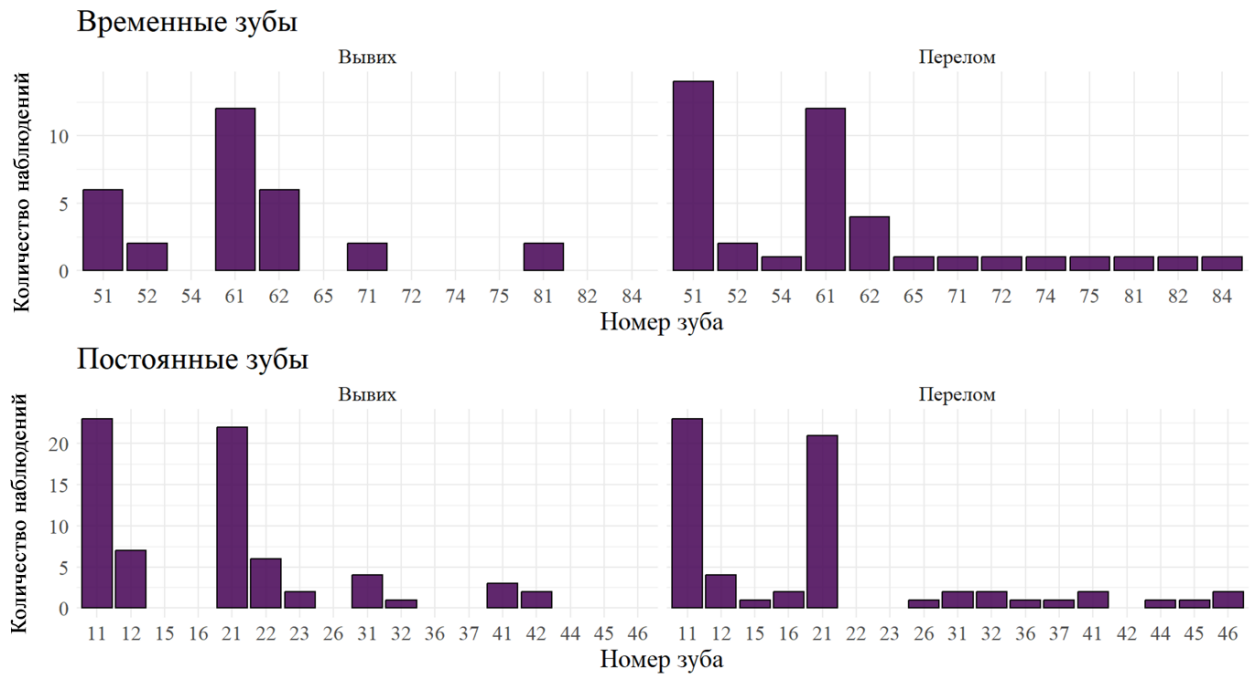 Временные зубы
Вывих
Перелом
Количество наблюдений
10
5
0
51 52 54 61 62 65 71 72 74 75 81 82 84
51 52 54 61 62 65 71 72 74 75 81 82 84
Номер зуба
Постоянные зубы
Вывих
Перелом
Количество наблюдений
20
15
10
5
0
11 12 15 16 21 22 23 26 31 32 36 37 41 42 44 45 46
11 12 15 16 21 22 23 26 31 32 36 37 41 42 44 45 46
Номер зуба